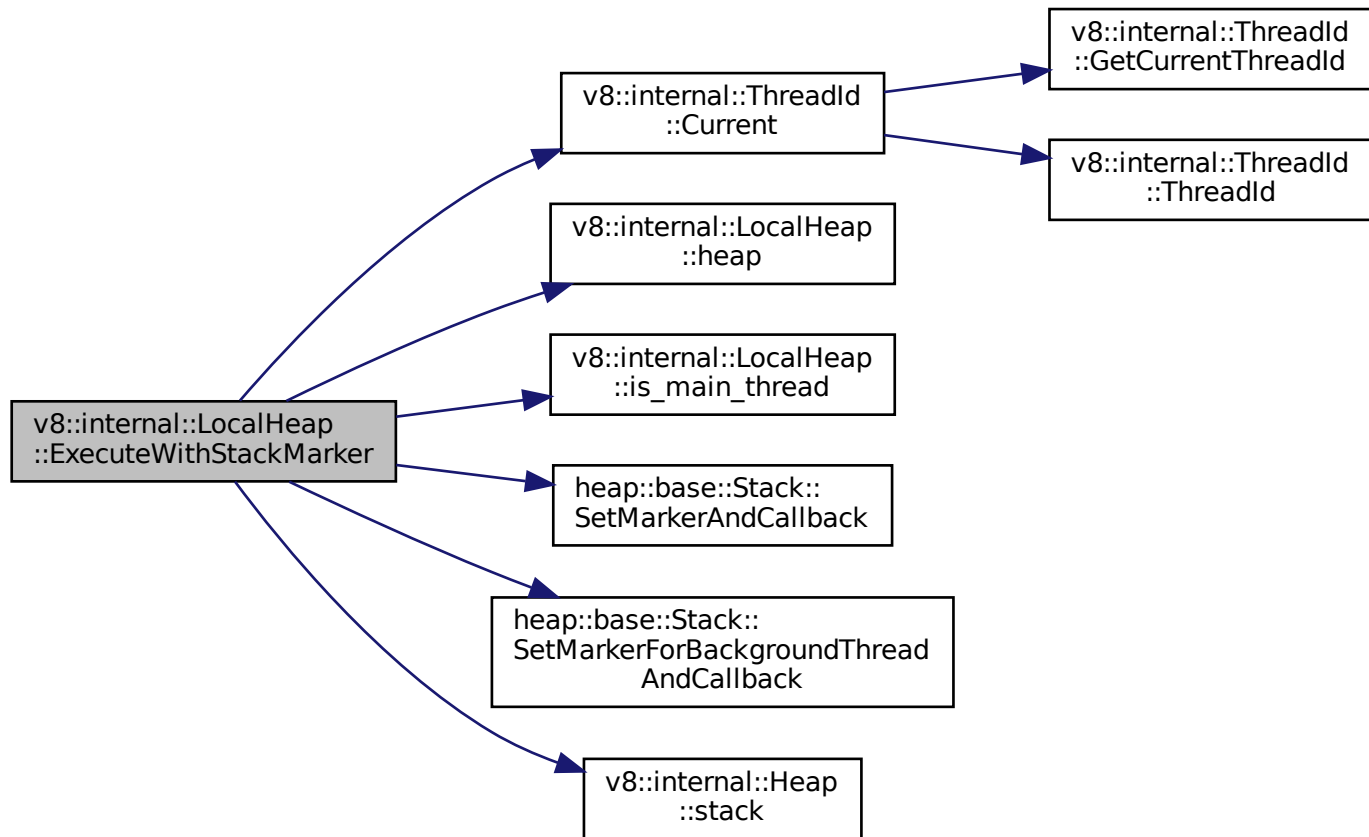 v8::internal::ThreadId
::GetCurrentThreadId
v8::internal::ThreadId
::Current
v8::internal::ThreadId
::ThreadId
v8::internal::LocalHeap
::heap
v8::internal::LocalHeap
::is_main_thread
v8::internal::LocalHeap
::ExecuteWithStackMarker
heap::base::Stack::
SetMarkerAndCallback
heap::base::Stack::
SetMarkerForBackgroundThread
AndCallback
v8::internal::Heap
::stack